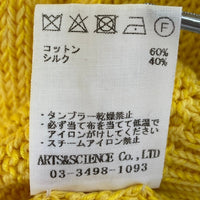 F
コットン 60%
シルク 40%
・タンブラー乾燥禁止
・必ず当て布を当て低温で
アイロンがけしてください
・スチームアイロン禁止
ARTS&SCIENCE Co., LTD
03-3498-1093